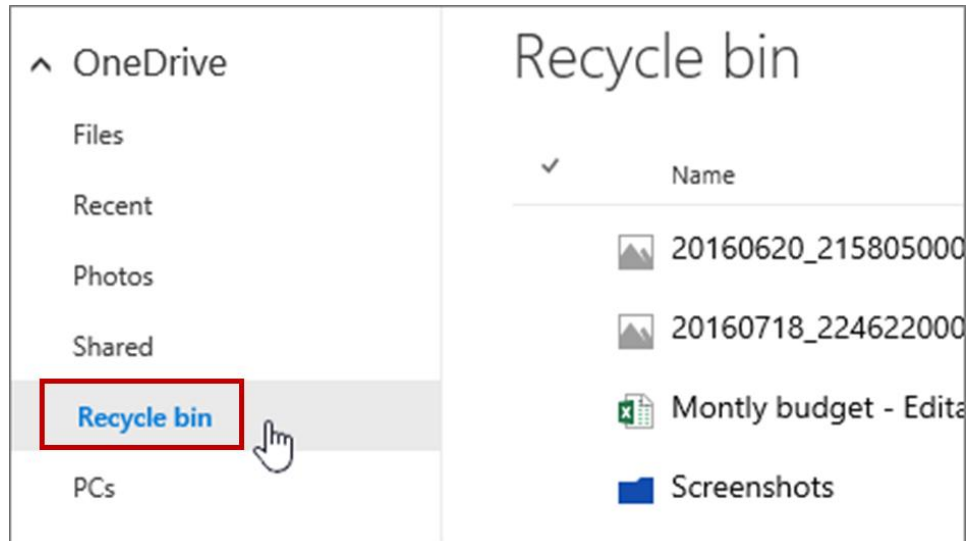 OneDrive
Files
Recent
Photos
Shared
Recycle bin
PCs
Recycle bin
Name
20160620_215805000
20160718_224622000
Montly budget - Edita
Screenshots